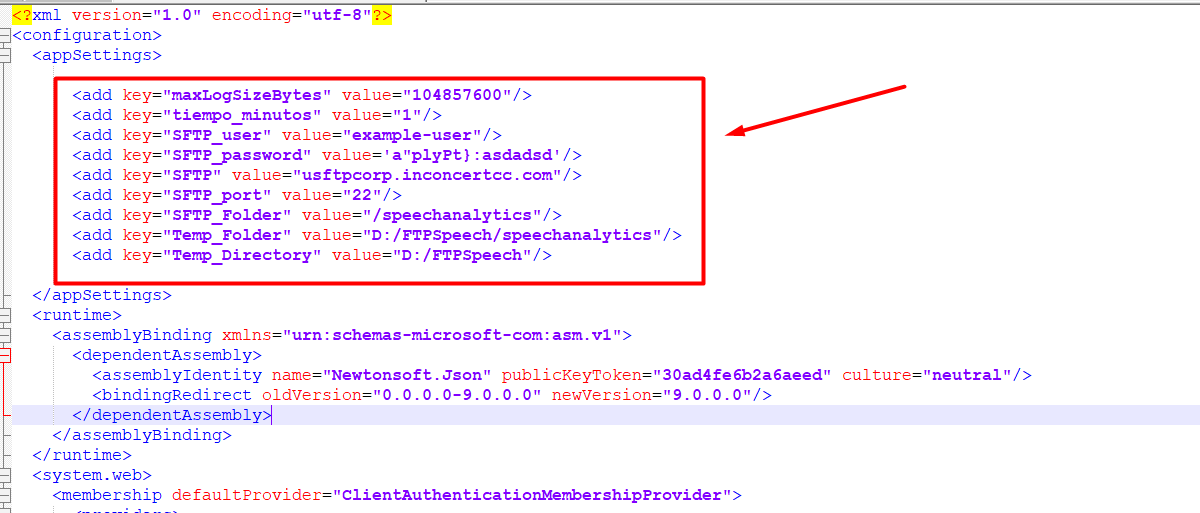 <?xml version="1.0" encoding="utf-8"?>
<configuration>
<appSettings>
<add key="maxLogSizeBytes" value="104857600"/>
<add key="tiempo_minutos" value="1"/>
<add key="SFTP_user" value="example-user"/>
<add key="SFTP_password" value='a"plyPt}:asdadsd'/>
<add key="SFTP" value="usftpcorp.inconcertcc.com"/>
<add key="SFTP_port" value="22"/>
<add key="SFTP_Folder" value="/speechanalytics"/>
<add key="Temp_Folder" value="D:/FTPSpeech/speechanalytics"/>
<add key="Temp_Directory" value="D:/FTPSpeech"/>
</appSettings>
<runtime>
<assemblyBinding xmlns="urn:schemas-microsoft-com:asm.v1">
<dependentAssembly>
<assemblyIdentity name="Newtonsoft.Json" publicKeyToken="30ad4fe6b2a6aeed" culture="neutral"/>
<bindingRedirect oldVersion="0.0.0.0-9.0.0.0" newVersion="9.0.0.0"/>
</dependentAssembly>
</assemblyBinding>
</runtime>
<system.web>
<membership defaultProvider="ClientAuthenticationMembershipProvider">